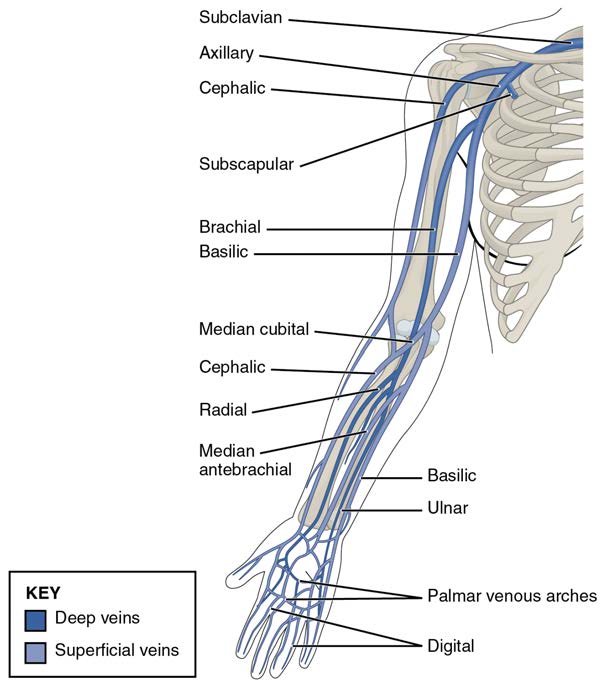 Subclavian
Axillary
Cephalic
Subscapular
Brachial
Basilic
Median cubital
Cephalic
Radial
Median
antebrachial
Basilic
Ulnar
Palmar venous arches
Digital
KEY
Deep veins
Superficial veins